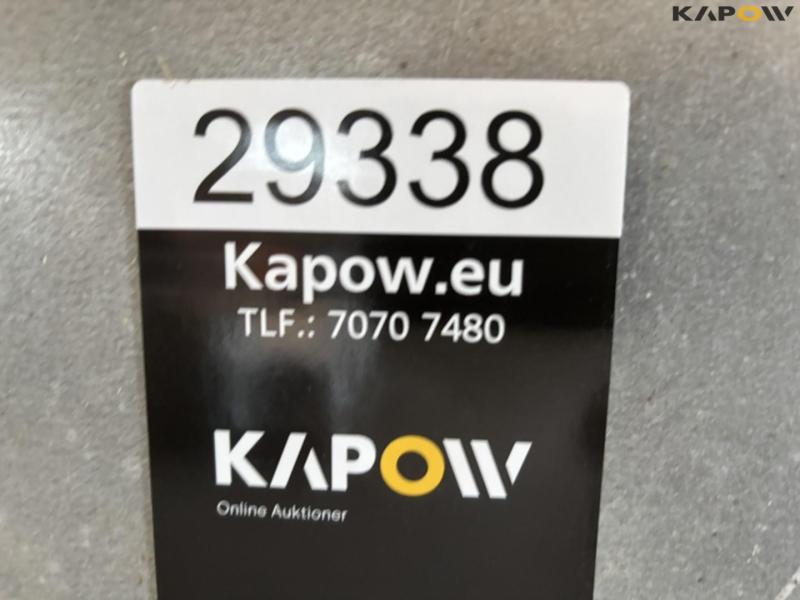 KAPOW
29338
Kapow.eu
TLF.: 7070 7480
KAPOW
Online Auktioner